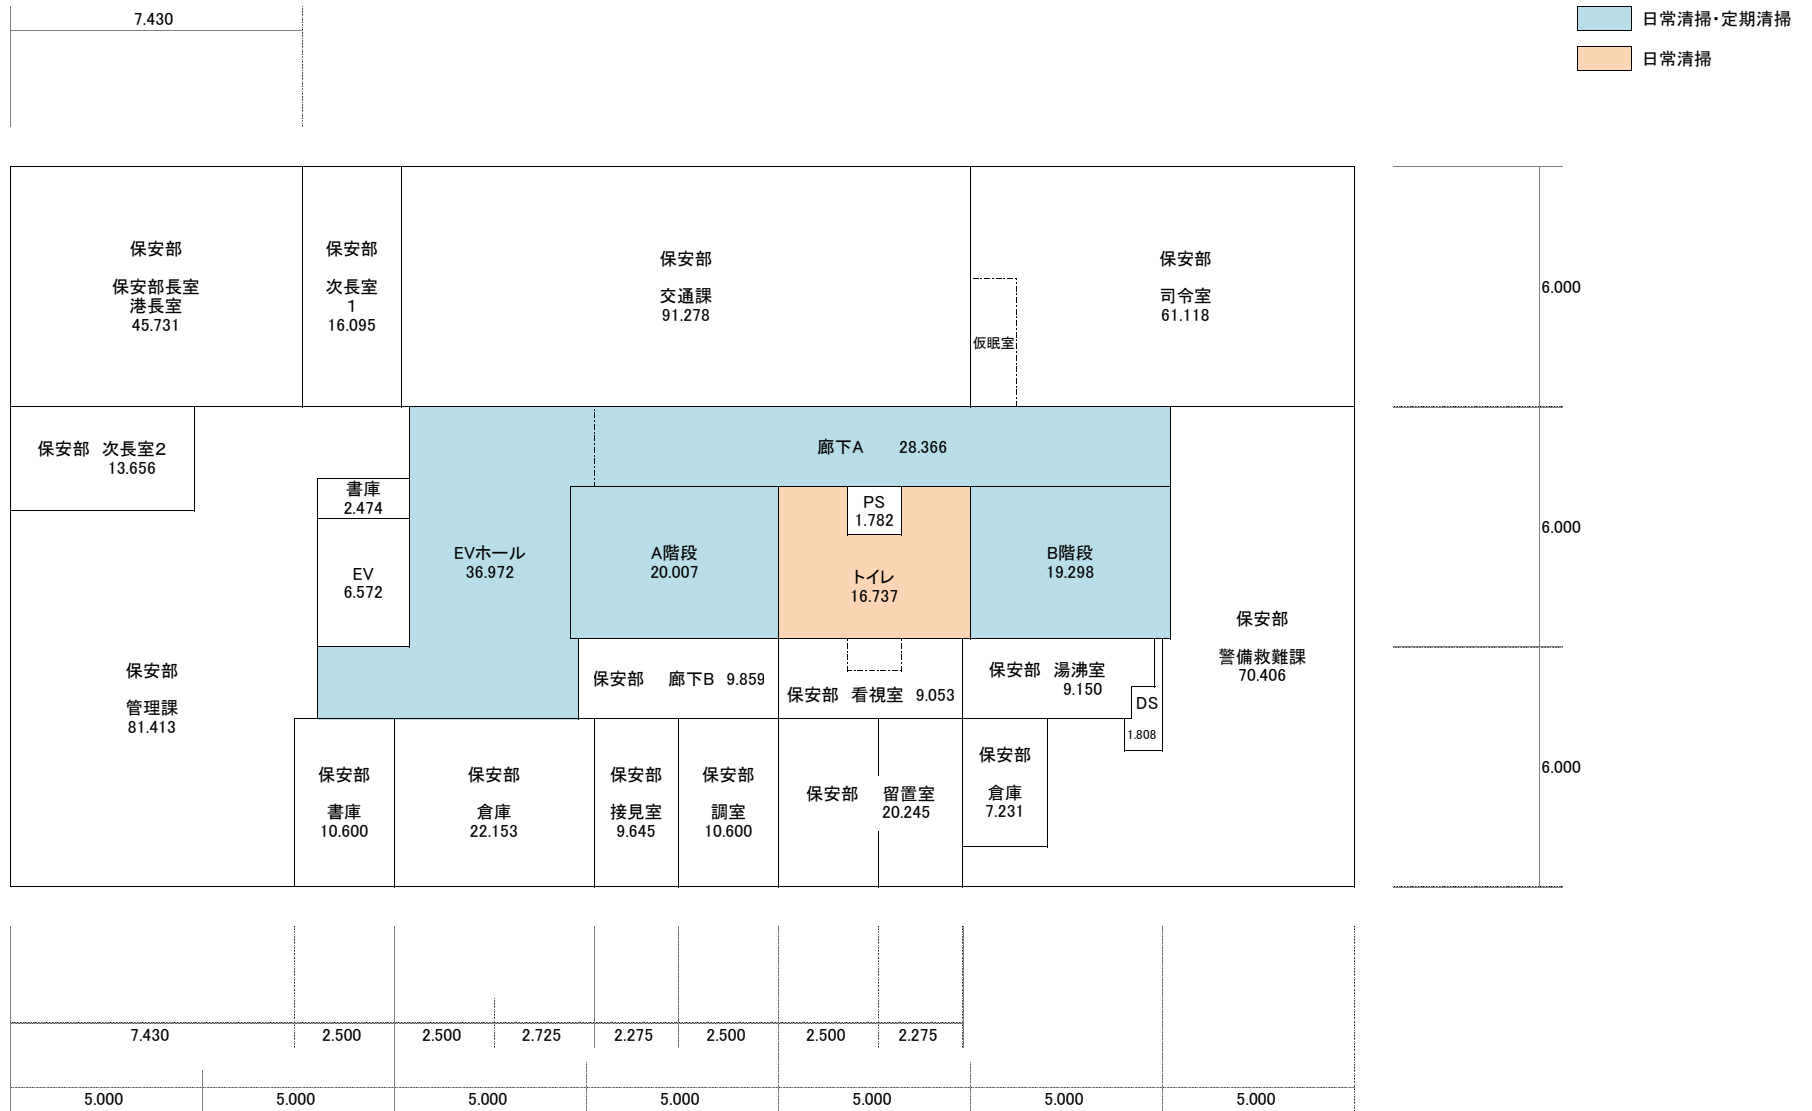 7.430
日常清掃・定期清掃
日常清掃
保安部
保安部長室
港長室
45.731
保安部
次長室
1
16.095
保安部
交通課
91.278
保安部
司令室
61.118
仮眠室
6.000
保安部 次長室2
13.656
書庫
2.474
EV
6.572
EVホール
36.972
廊下A 28.366
A階段
20.007
PS
1.782
トイレ
16.737
B階段
19.298
6.000
保安部
警備救難課
70.406
保安部
管理課
81.413
保安部 廊下B 9.859
保安部 看視室 9.053
保安部 湯沸室
9.150
DS
1.808
保安部
書庫
10.600
保安部
倉庫
22.153
保安部
接見室
9.645
保安部
調室
10.600
保安部 留置室
20.245
保安部
倉庫
7.231
6.000
7.430 2.500 2.500 2.725 2.275 2.500 2.500 2.275
5.000 5.000 5.000 5.000 5.000 5.000 5.000